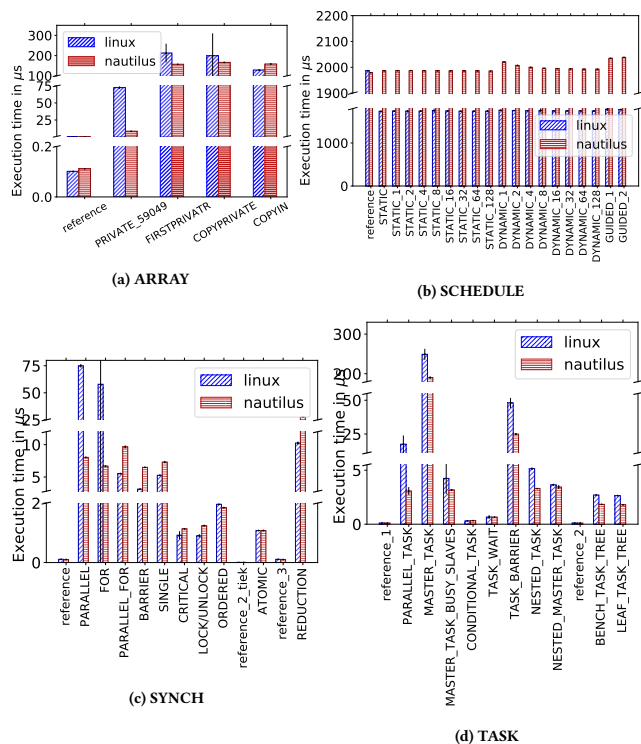 Execution time in μs
300
200
100
75
50
25
0.2
0.0
linux
nautilus
reference
PRIVATE_59049
FIRSTPRIVATR
COPYPRIVATE
COPYIN
(a) ARRAY
Execution time in μs
2200
2100
2000
1900
1000
0
linux
nautilus
reference
STATIC
STATIC_1
STATIC_2
STATIC_4
STATIC_8
STATIC_16
STATIC_32
STATIC_64
STATIC_128
DYNAMIC_1
DYNAMIC_2
DYNAMIC_4
DYNAMIC_8
DYNAMIC_16
DYNAMIC_32
DYNAMIC_64
DYNAMIC_128
GUIDED_1
GUIDED_2
(b) SCHEDULE
Execution time in μs
75
50
25
10
5
2
0
linux
nautilus
reference
PARALLEL
FOR
PARALLEL_FOR
BARRIER
SINGLE
CRITICAL
LOCK/UNLOCK
ORDERED
reference_2_tiek
ATOMIC
reference_3
REDUCTION
(c) SYNCH
Execution time in μs
300
200
50
25
5
0
linux
nautilus
reference_1
PARALLEL_TASK
MASTER_TASK
MASTER_TASK_BUSY_SLAVES
CONDITIONAL_TASK
TASK_WAIT
TASK_BARRIER
NESTED_TASK
NESTED_MASTER_TASK
reference_2
BENCH_TASK_TREE
LEAF_TASK_TREE
(d) TASK